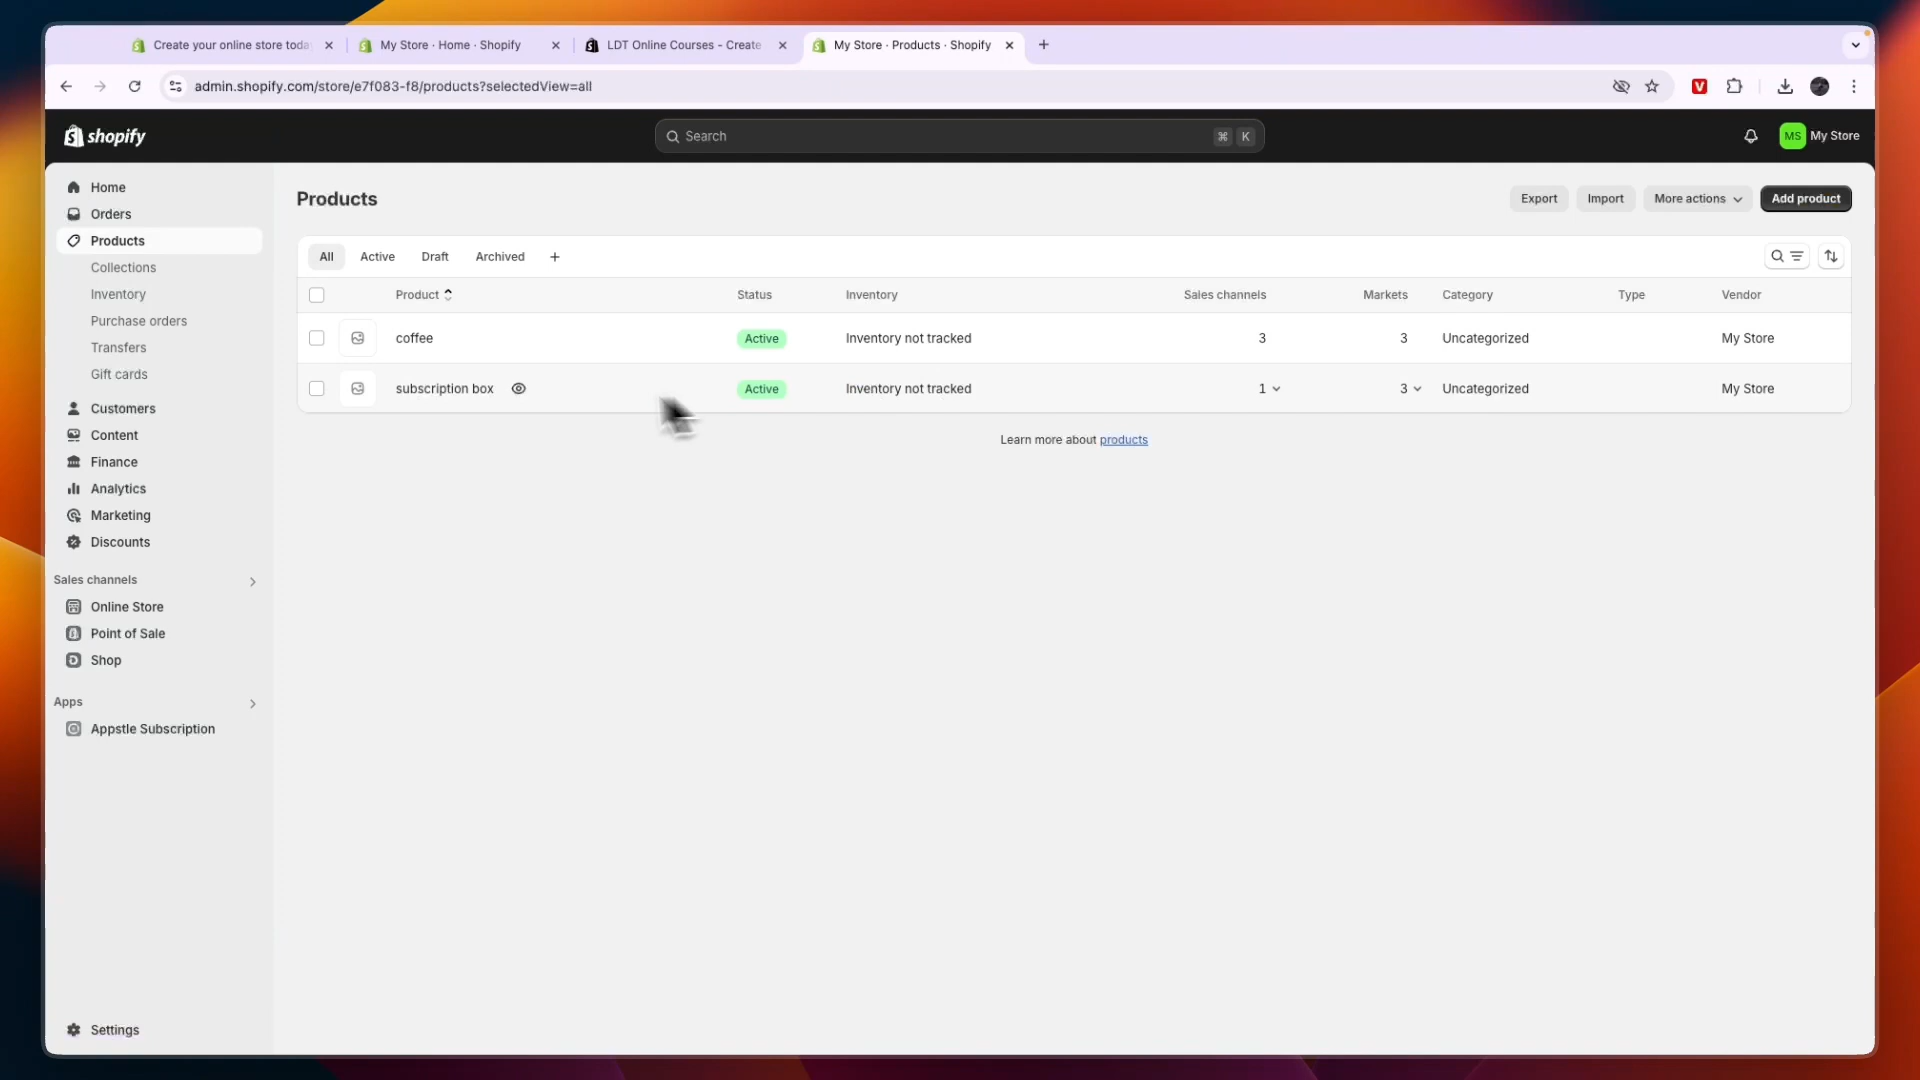 Create your online store toda
My Store · Home · Shopify
LDT Online Courses - Create
My Store · Products · Shopify
admin.shopify.com/store/e7f083-f8/products?selectedView=all
shopify
Search
⌘ K
MS My Store
Home
Orders
Products
Collections
Inventory
Purchase orders
Transfers
Gift cards
Customers
Content
Finance
Analytics
Marketing
Discounts
Sales channels
Online Store
Point of Sale
Shop
Apps
Appstle Subscription
Settings
Products
Export Import More actions Add product
All Active Draft Archived +
Product Status Inventory Sales channels Markets Category Type Vendor
coffee Active Inventory not tracked 3 3 Uncategorized My Store
subscription box Active Inventory not tracked 1 3 Uncategorized My Store
Learn more about products